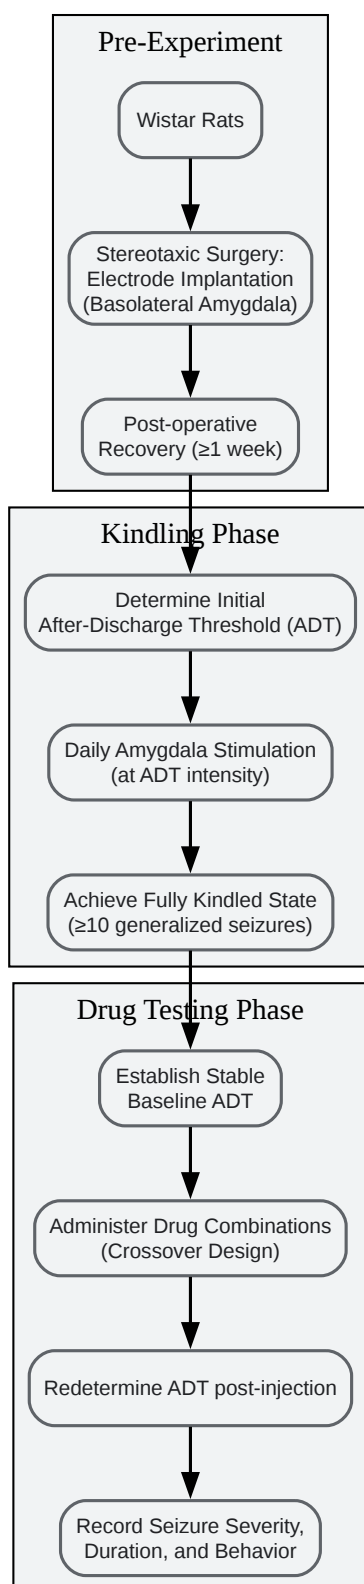 Pre-Experiment
Wistar Rats
Stereotaxic Surgery:
Electrode Implantation
(Basolateral Amygdala)
Post-operative
Recovery (≥1 week)
Kindling Phase
Determine Initial
After-Discharge Threshold (ADT)
Daily Amygdala Stimulation
(at ADT intensity)
Achieve Fully Kindled State
(≥10 generalized seizures)
Drug Testing Phase
Establish Stable
Baseline ADT
Administer Drug Combinations
(Crossover Design)
Redetermine ADT post-injection
Record Seizure Severity,
Duration, and Behavior